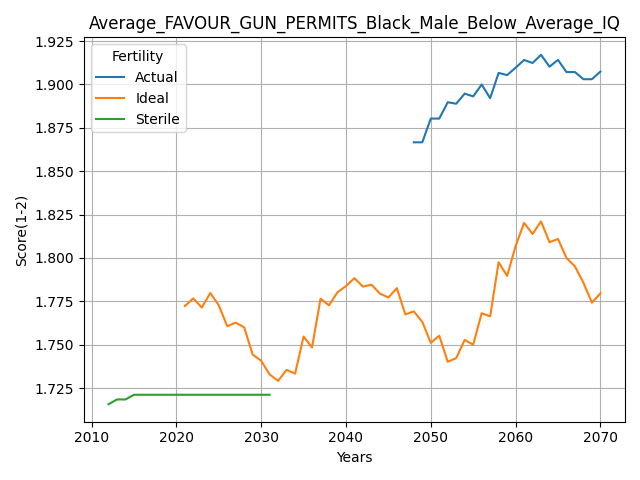 Average_FAVOUR_GUN_PERMITS_Black_Male_Below_Average_IQ
1.925
1.900
1.875
1.850
1.825
1.800
1.775
1.750
1.725
Score(1-2)
Fertility
Actual
Ideal
Sterile
2010 2020 2030 2040 2050 2060 2070
Years